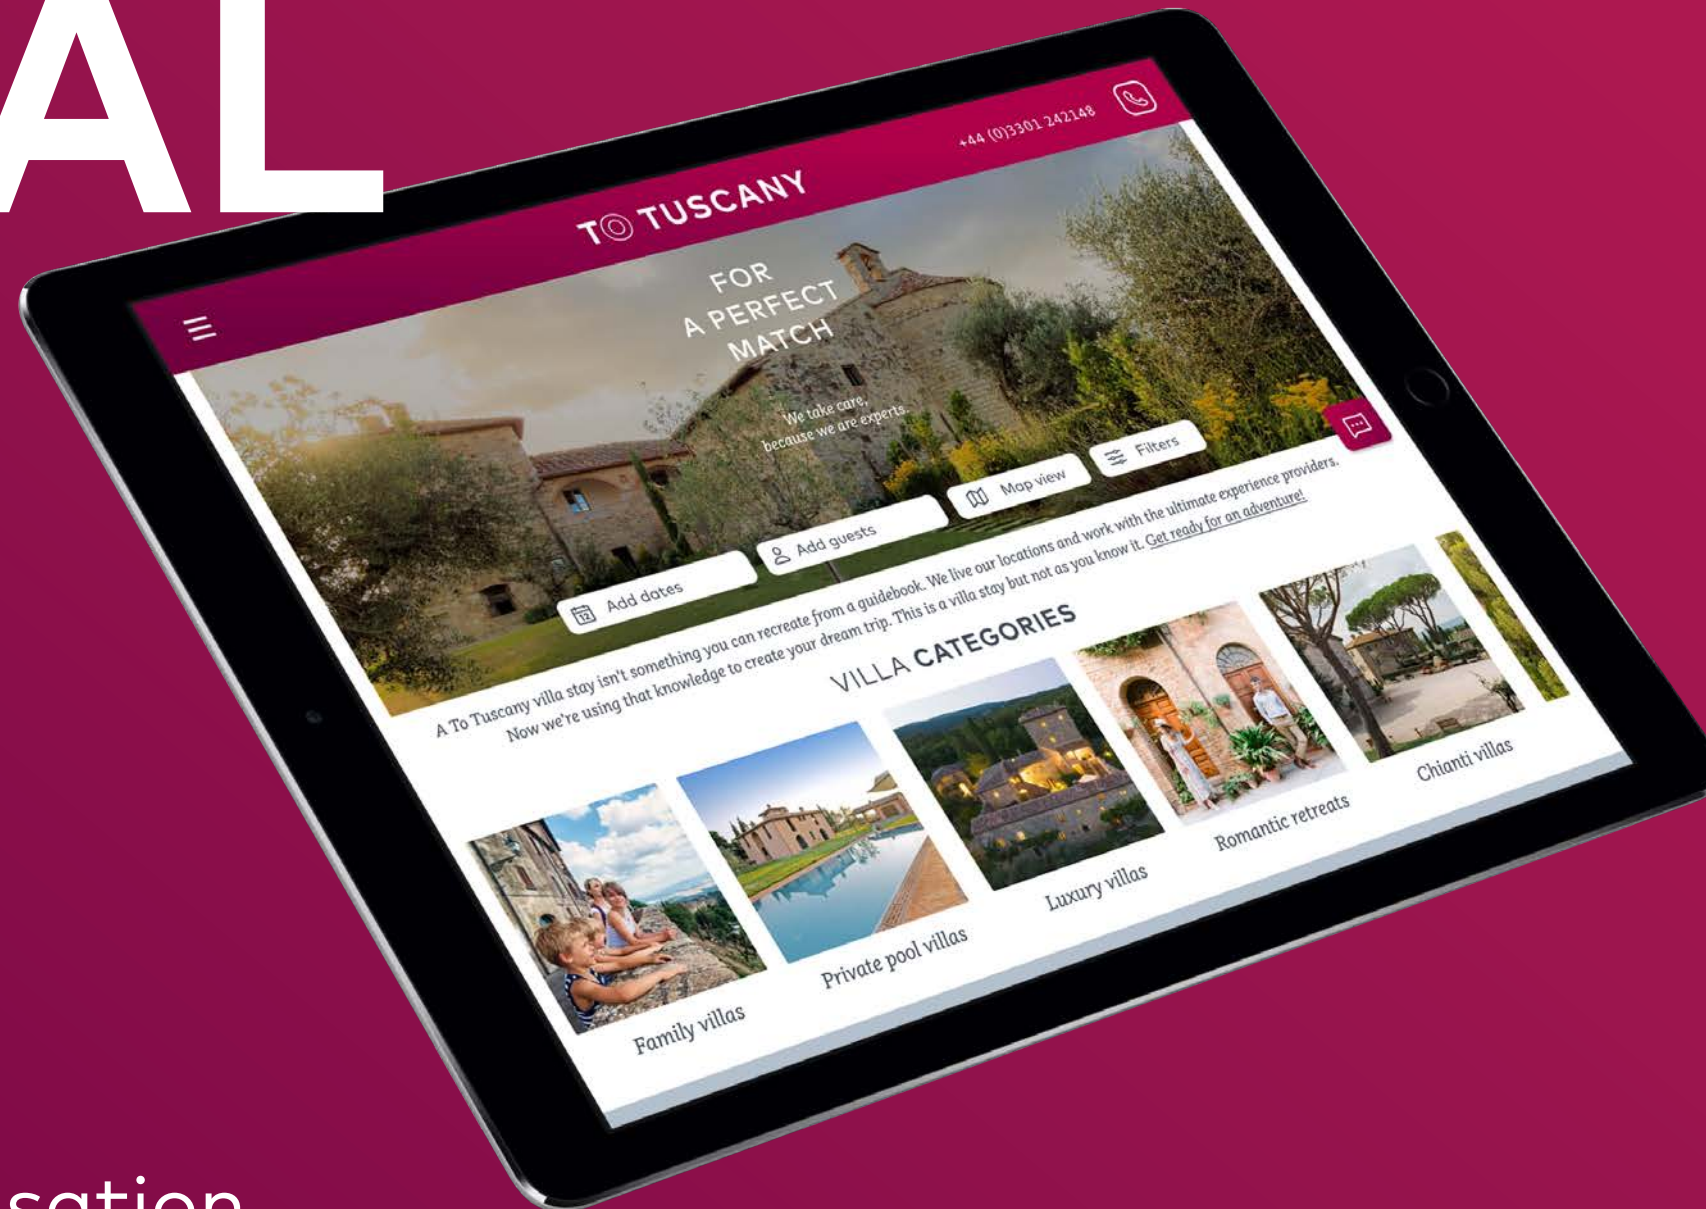 AL
+44 (0)3301 242148
TO TUSCANY
FOR
A PERFECT
MATCH
We take care,
because we are experts.
Add dates
Add guests
Map view
Filters
A To Tuscany villa stay isn't something you can recreate from a guidebook. We live our locations and work with the ultimate experience providers.
Now we're using that knowledge to create your dream trip. This is a villa stay but not as you know it. Get ready for an adventure!
VILLA CATEGORIES
Family villas
Private pool villas
Luxury villas
Romantic retreats
Chianti villas
sation